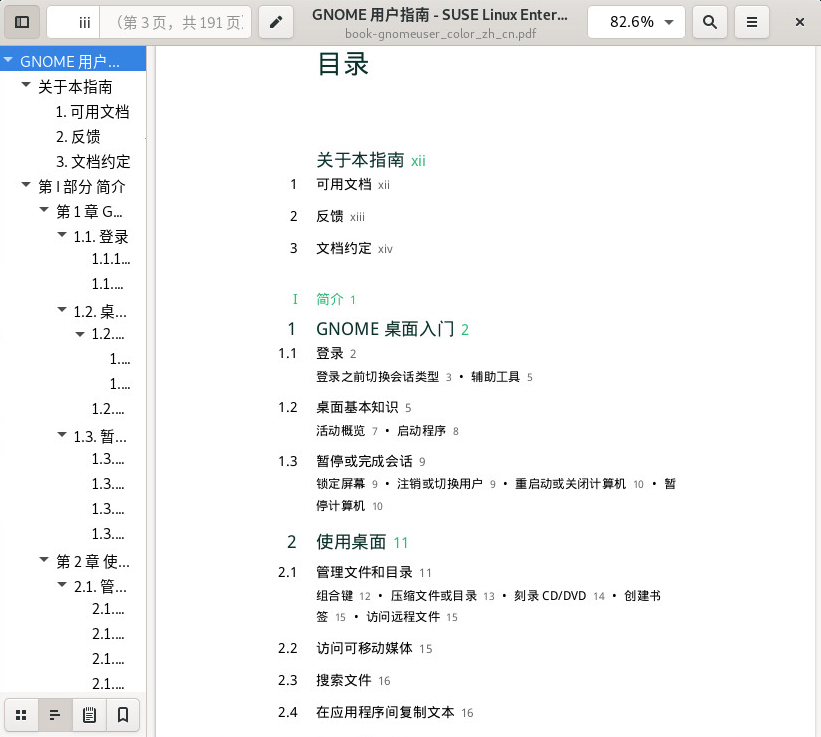 iii
（第 3 页，共 191 页）
GNOME 用户指南 - SUSE Linux Enter…
book-gnomeuser_color_zh_cn.pdf
82.6%
GNOME 用户…
关于本指南
1. 可用文档
2. 反馈
3. 文档约定
第 I 部分 简介
第 1 章 G…
1.1. 登录
1.1.1…
1.1.…
1.2. 桌…
1.2.…
1.…
1.…
1.2.…
1.3. 暂…
1.3.…
1.3.…
1.3.…
1.3.…
第 2 章 使…
2.1. 管…
2.1.…
2.1.…
2.1.…
2.1.…
目录
关于本指南 xii
1 可用文档 xii
2 反馈 xiii
3 文档约定 xiv
I 简介 1
1 GNOME 桌面入门 2
1.1 登录 2
登录之前切换会话类型 3 • 辅助工具 5
1.2 桌面基本知识 5
活动概览 7 • 启动程序 8
1.3 暂停或完成会话 9
锁定屏幕 9 • 注销或切换用户 9 • 重启动或关闭计算机 10 • 暂
停计算机 10
2 使用桌面 11
2.1 管理文件和目录 11
组合键 12 • 压缩文件或目录 13 • 刻录 CD/DVD 14 • 创建书
签 15 • 访问远程文件 15
2.2 访问可移动媒体 15
2.3 搜索文件 16
2.4 在应用程序间复制文本 16